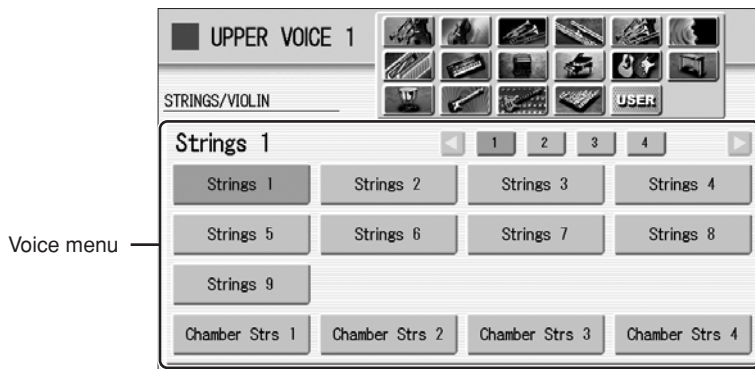 UPPER VOICE 1
USER
STRINGS/VIOLIN
Strings 1
1 2 3 4
Strings 1 Strings 2 Strings 3 Strings 4
Voice menu
Strings 5 Strings 6 Strings 7 Strings 8
Strings 9
Chamber Strs 1 Chamber Strs 2 Chamber Strs 3 Chamber Strs 4